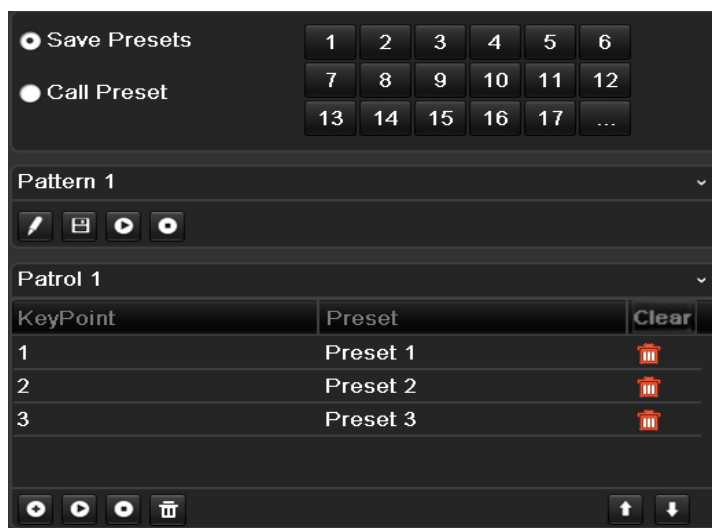 Save Presets 1 2 3 4 5 6
Call Preset 7 8 9 10 11 12
13 14 15 16 17 ...
Pattern 1
Patrol 1
KeyPoint Preset Clear
1 Preset 1
2 Preset 2
3 Preset 3